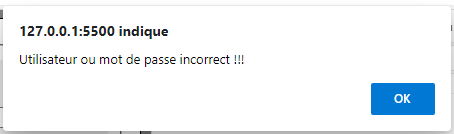 127.0.0.1:5500 indique
Utilisateur ou mot de passe incorrect !!!
OK